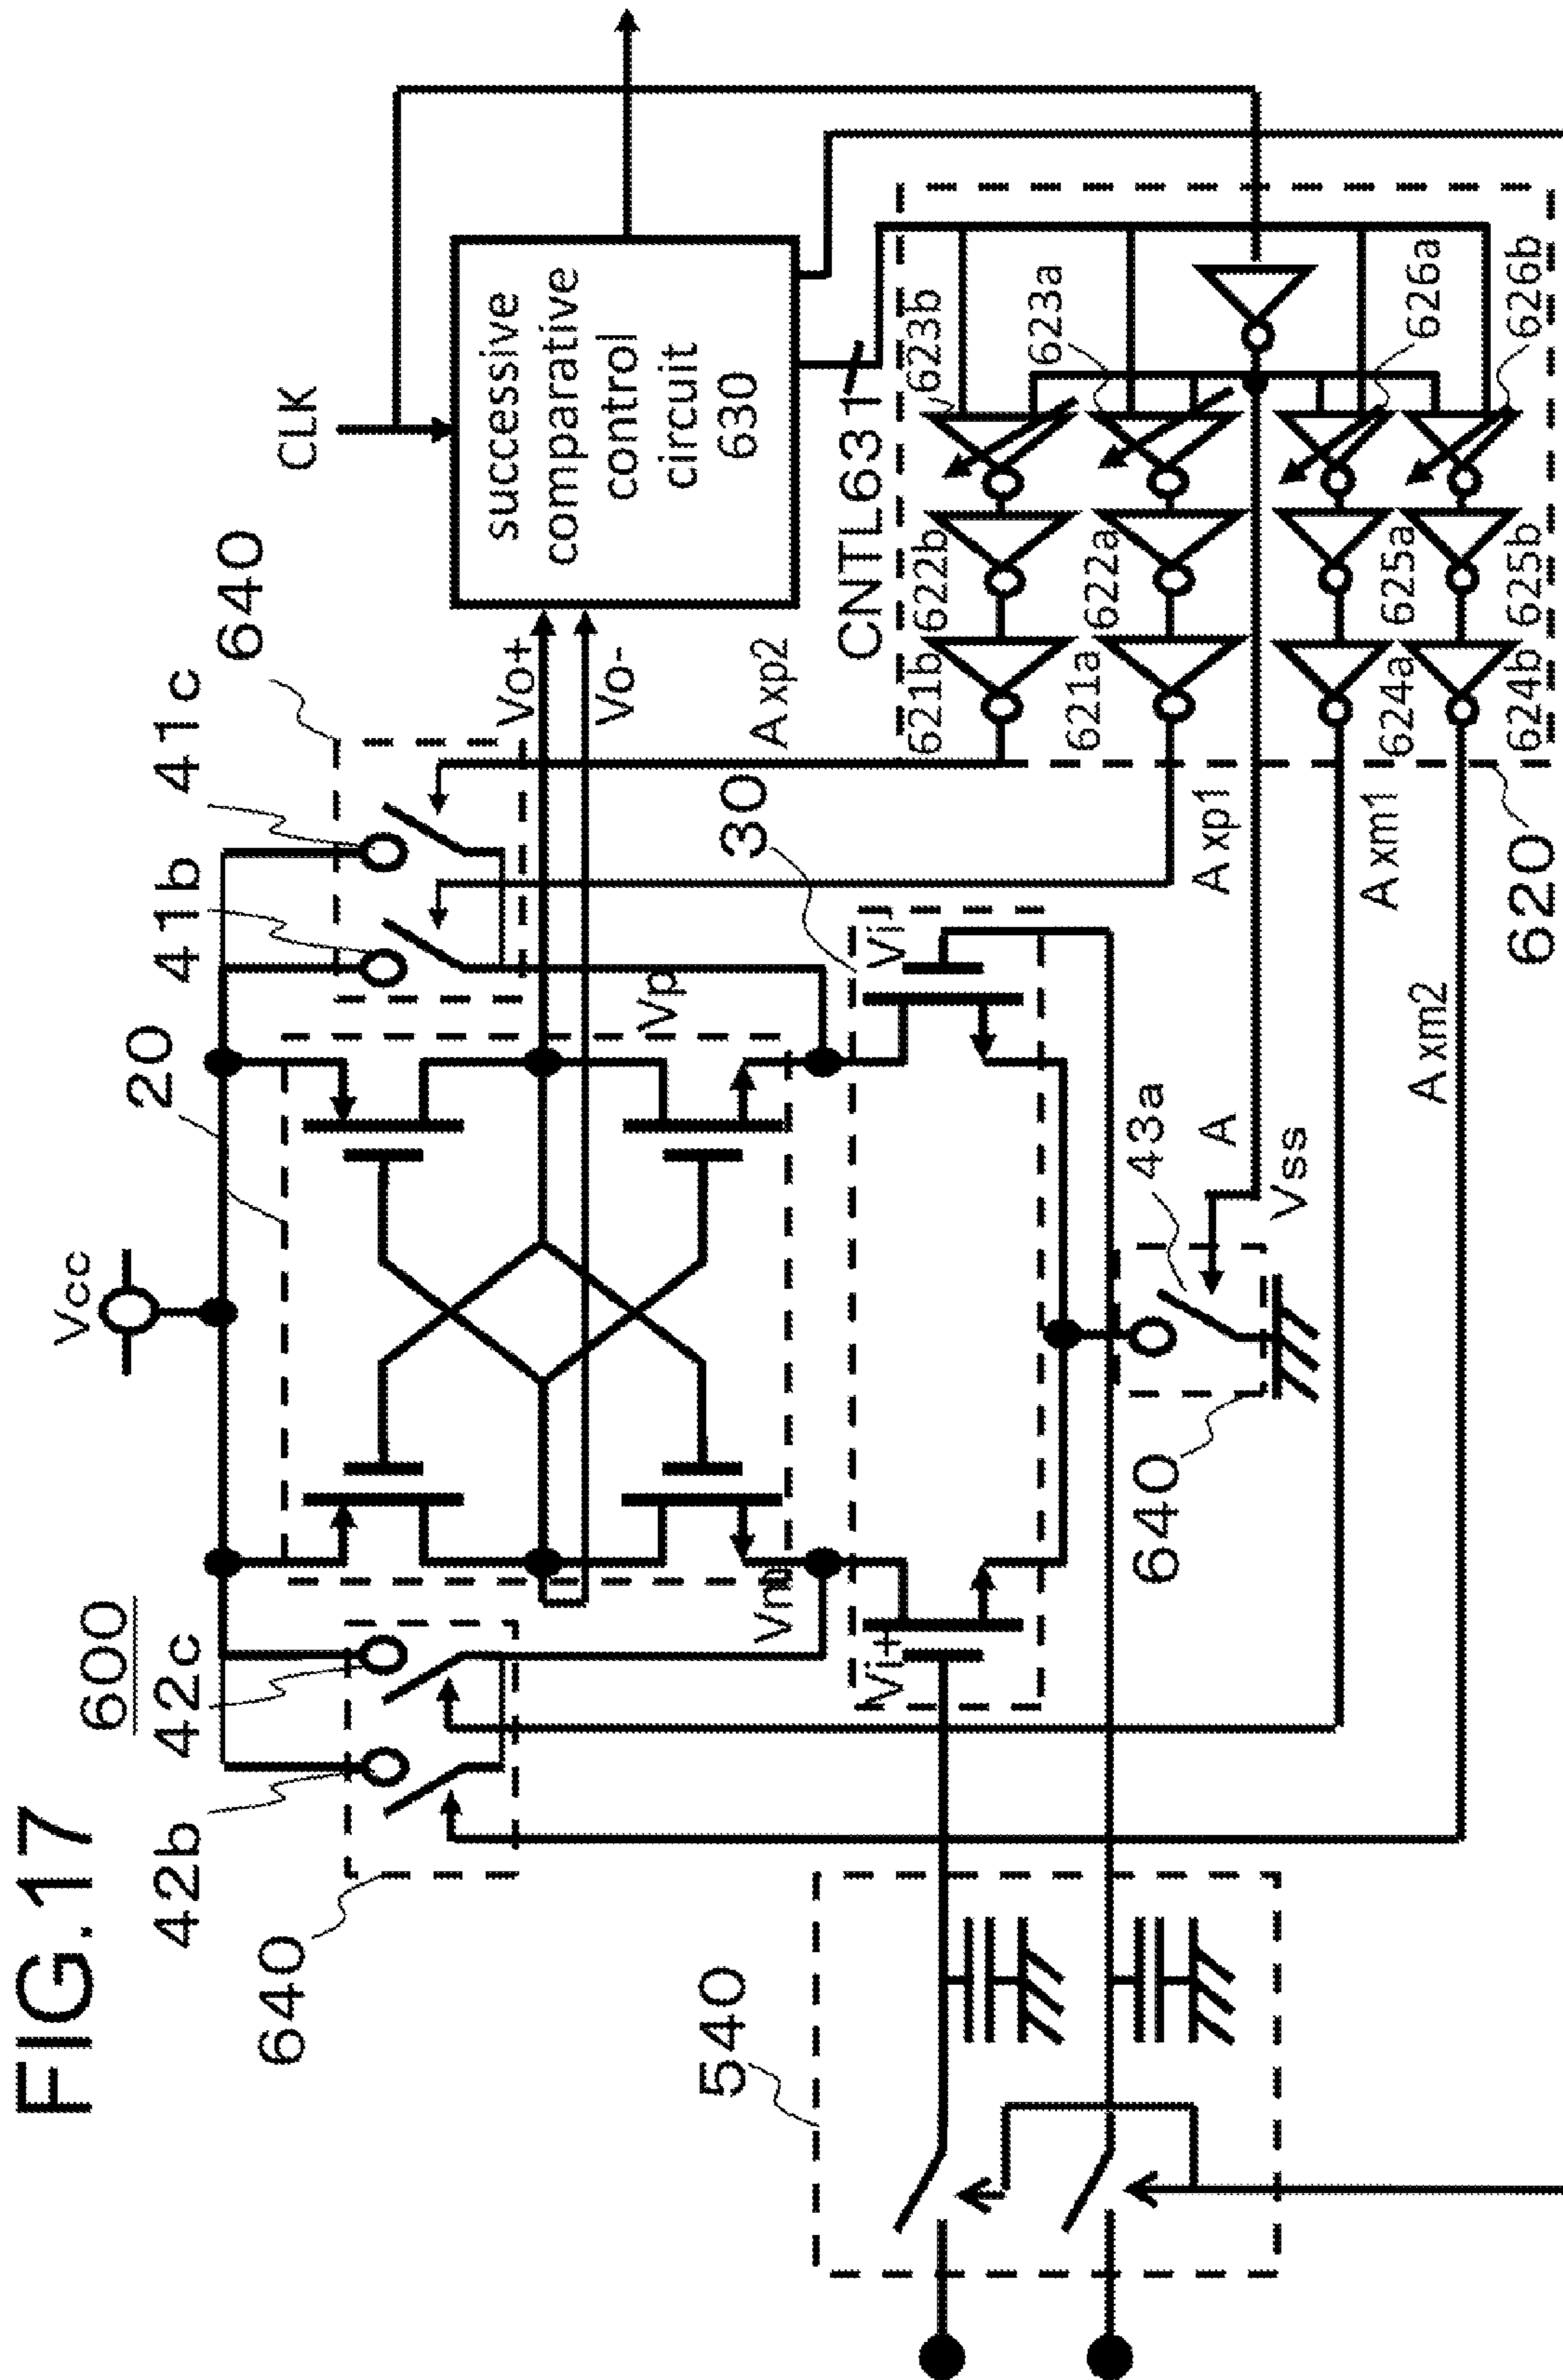 FIG.17
600
Vcc
CLK
640
42b
42c
20
41b
41c
640
successive
comparative
control
circuit
630
Vo+
Vo-
Vp
Vn
Axp2
CNTL631
623b
622b
621b
623a
622a
621a
30
Vi+
Vi-
Axp1
540
640
43a
A
Vss
Axm1
Axm2
626a
625a
624a
626b
625b
624b
620